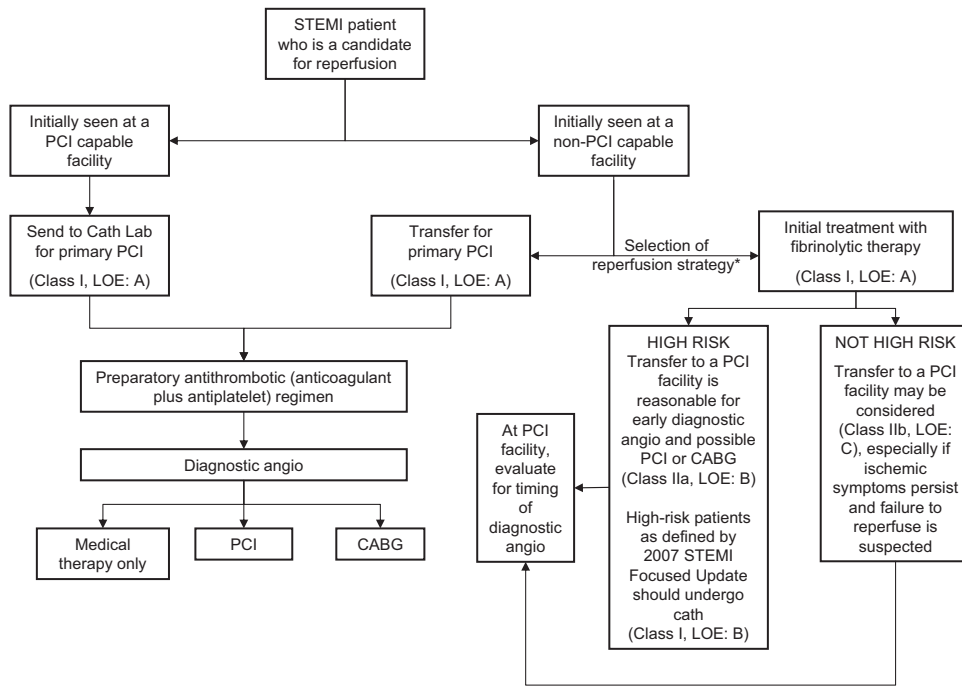 STEMI patient
who is a candidate
for reperfusion
Initially seen at a
PCI capable
facility
Initially seen at a
non-PCI capable
facility
Send to Cath Lab
for primary PCI
(Class I, LOE: A)
Transfer for
primary PCI
(Class I, LOE: A)
Selection of
reperfusion strategy*
Initial treatment with
fibrinolytic therapy
(Class I, LOE: A)
Preparatory antithrombotic (anticoagulant
plus antiplatelet) regimen
Diagnostic angio
Medical
therapy only
PCI
CABG
At PCI
facility,
evaluate
for timing
of
diagnostic
angio
HIGH RISK
Transfer to a PCI
facility is
reasonable for
early diagnostic
angio and possible
PCI or CABG
(Class IIa, LOE: B)
High-risk patients
as defined by
2007 STEMI
Focused Update
should undergo
cath
(Class I, LOE: B)
NOT HIGH RISK
Transfer to a PCI
facility may be
considered
(Class IIb, LOE:
C), especially if
ischemic
symptoms persist
and failure to
reperfuse is
suspected